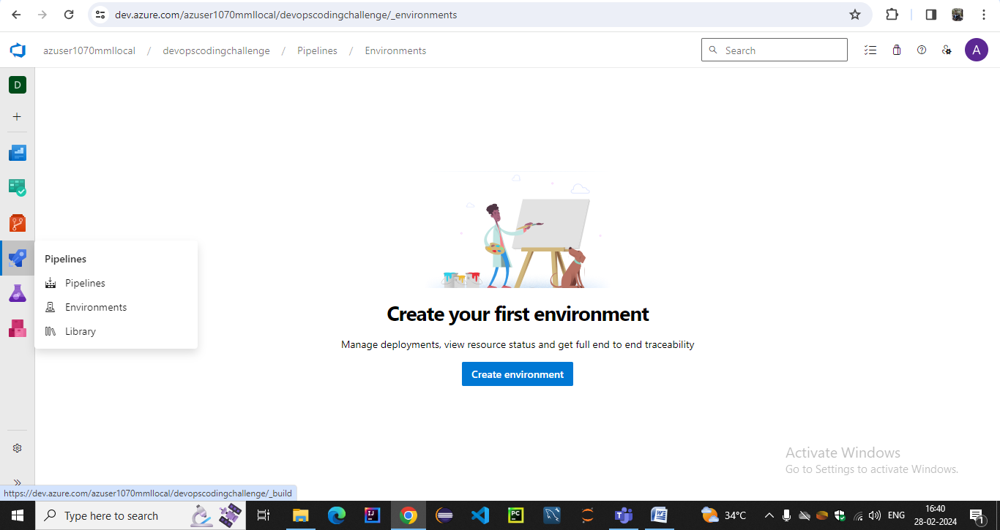 dev.azure.com/azuser1070mmllocal/devopscodingchallenge/_environments
azuser1070mmllocal / devopscodingchallenge / Pipelines / Environments
Search
A
D
Pipelines
Pipelines
Environments
Library
Create your first environment
Manage deployments, view resource status and get full end to end traceability
Create environment
Activate Windows
Go to Settings to activate Windows.
https://dev.azure.com/azuser1070mmllocal/devopscodingchallenge/_build
Type here to search
34°C
ENG
16:40
28-02-2024
1